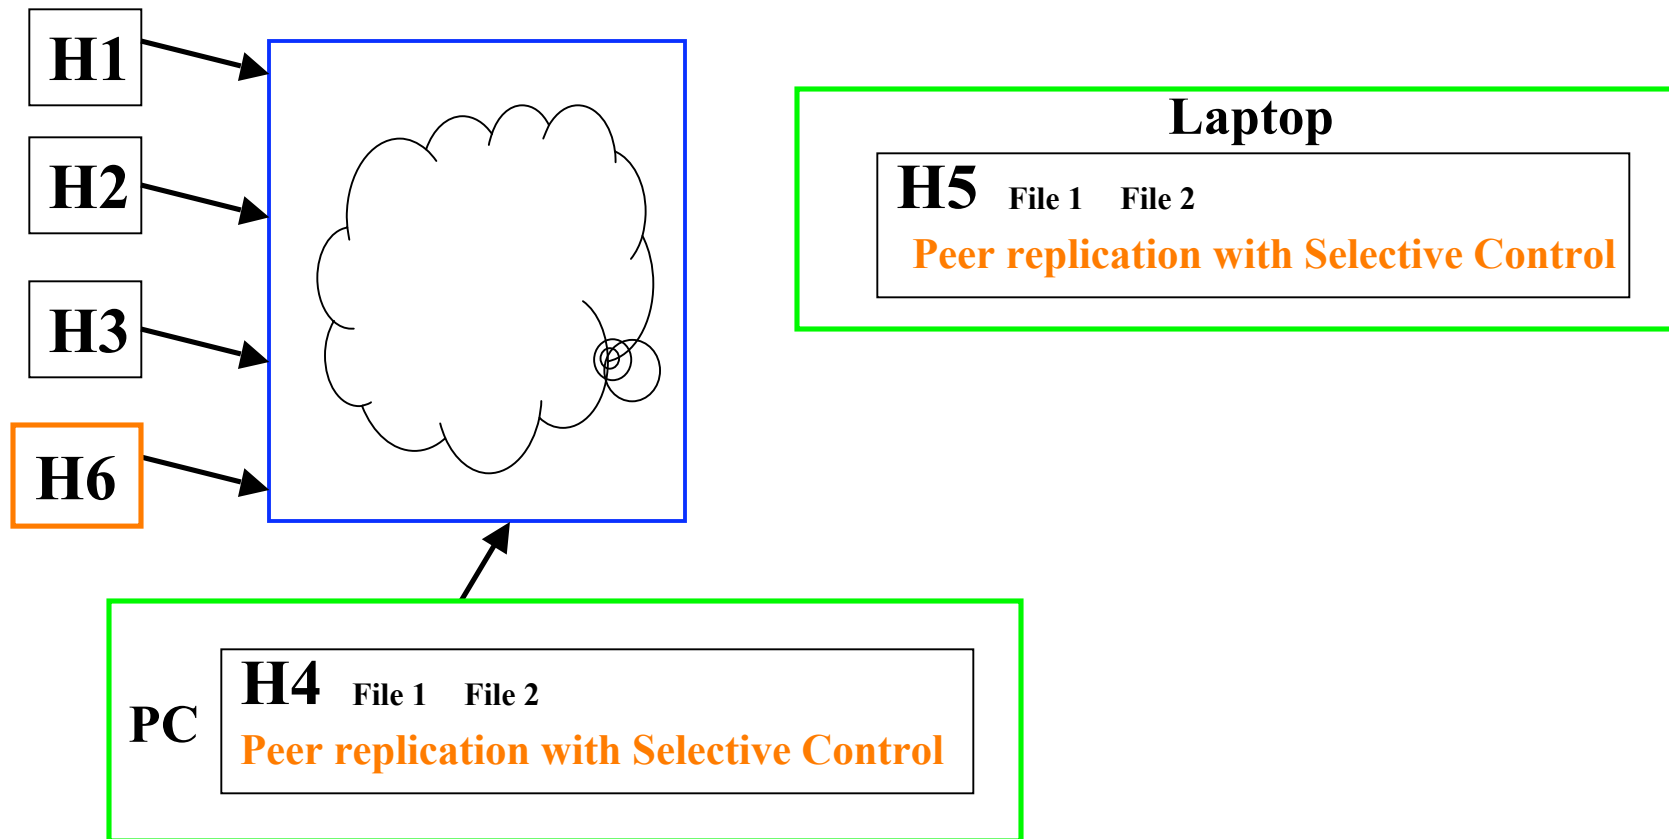 H1
H2
H3
H6
Laptop
H5 File 1 File 2
Peer replication with Selective Control
PC
H4 File 1 File 2
Peer replication with Selective Control